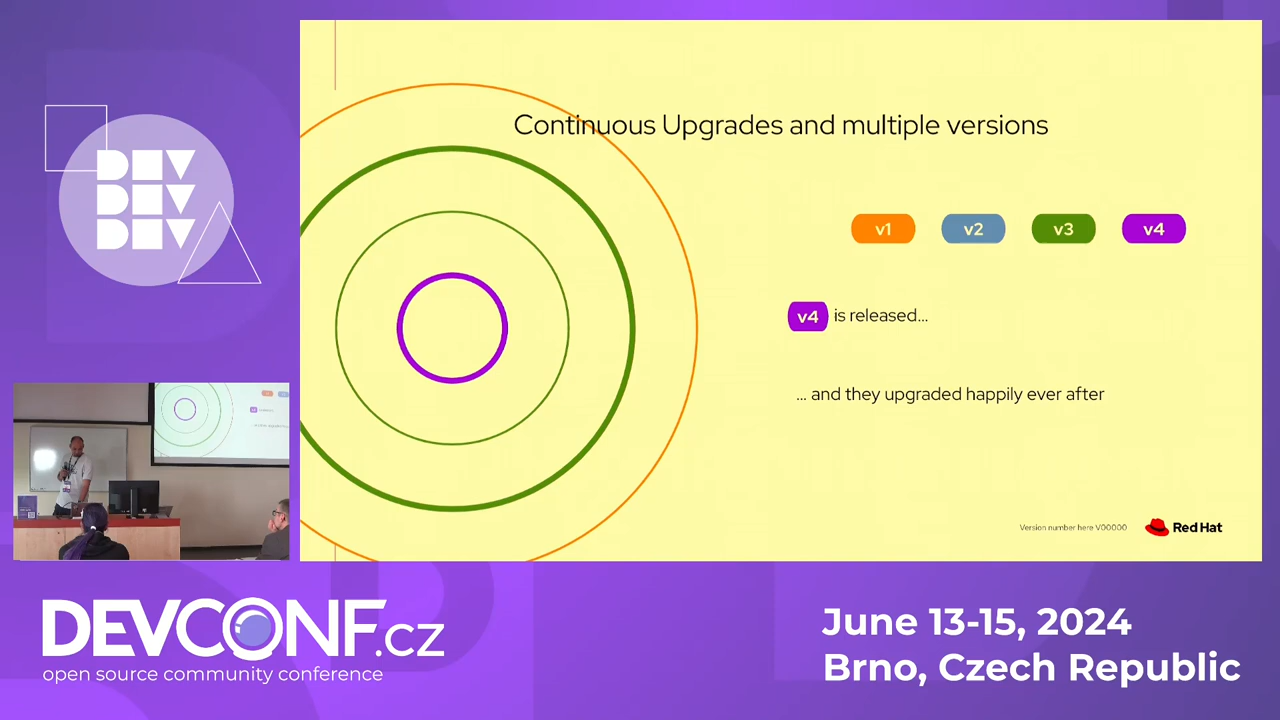 DEV
DEV
DEV
Continuous Upgrades and multiple versions
v1 v2 v3 v4
v4 is released...
... and they upgraded happily ever after
Version number here V00000
Red Hat
DEVCONF.cz
open source community conference
June 13-15, 2024
Brno, Czech Republic